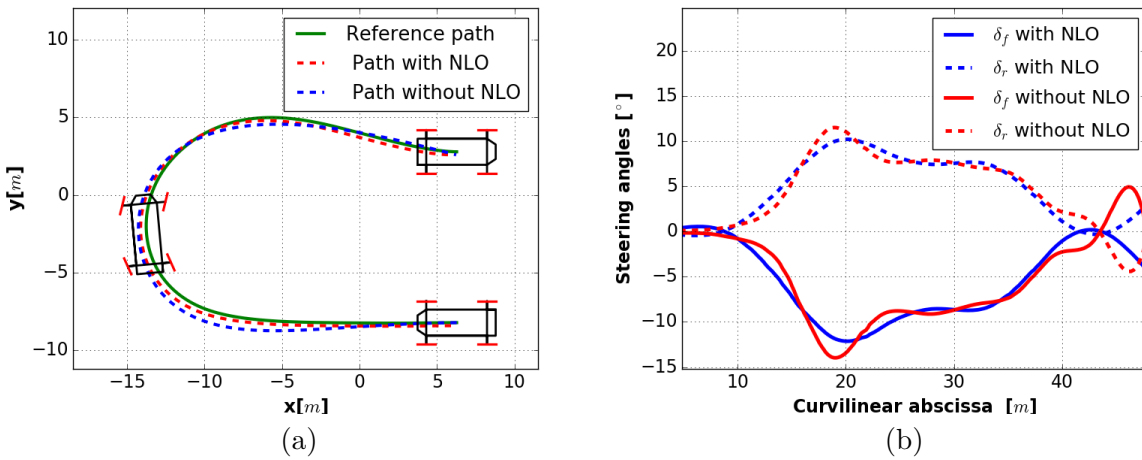 10
5
0
−5
−10
y[m]
−15
−10
−5
0
5
10
x[m]
Reference path
Path with NLO
Path without NLO
(a)
20
15
10
5
0
−5
−10
−15
Steering angles [°]
10
20
30
40
Curvilinear abscissa [m]
δf with NLO
δr with NLO
δf without NLO
δr without NLO
(b)